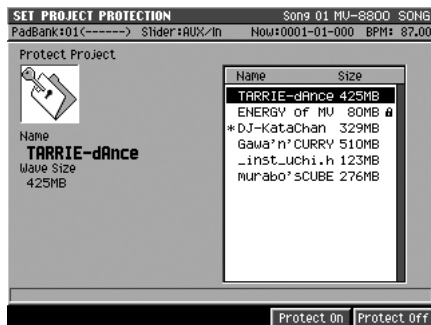 SET PROJECT PROTECTION Song 01 MV-8800 SONG
PadBank:01(------) Slider:AUX/In Now:0001-01-000 BPM: 87.00
Protect Project
Name Size
TARRIE-dAnce 425MB
ENERGY of MV 80MB
*DJ-KataChan 329MB
Gawa'n'CURRY 510MB
_inst_uchi.h 123MB
murabo'sCUBE 276MB
Name
TARRIE-dAnce
Wave Size
425MB
Protect On Protect Off